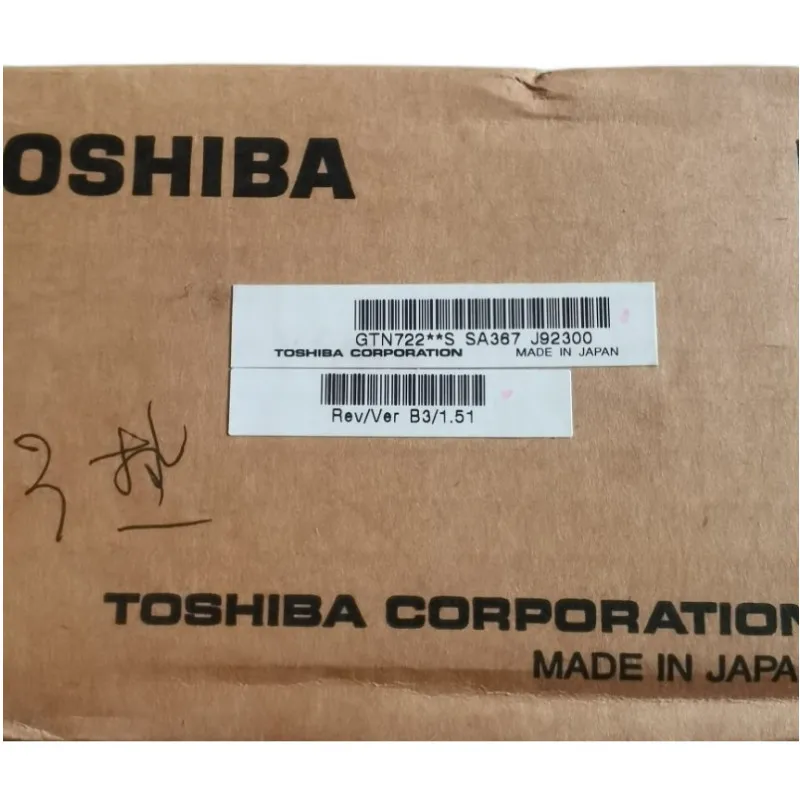 OSHIBA
GTN722**S SA367 J92300
TOSHIBA CORPORATION MADE IN JAPAN
Rev/Ver B3/1.51
TOSHIBA CORPORATION
MADE IN JAPA